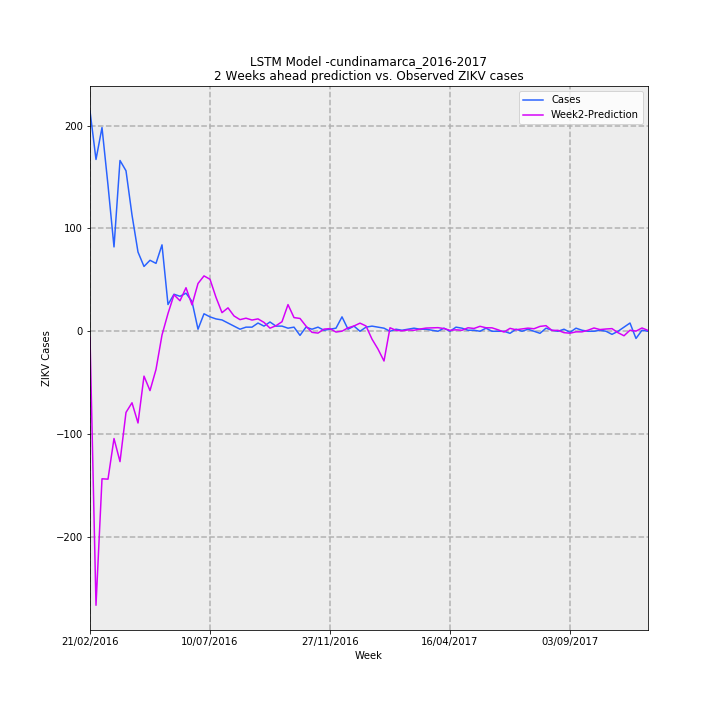 LSTM Model -cundinamarca_2016-2017
2 Weeks ahead prediction vs. Observed ZIKV cases
Cases
Week2-Prediction
200
100
0
−100
−200
ZIKV Cases
21/02/2016
10/07/2016
27/11/2016
16/04/2017
03/09/2017
Week